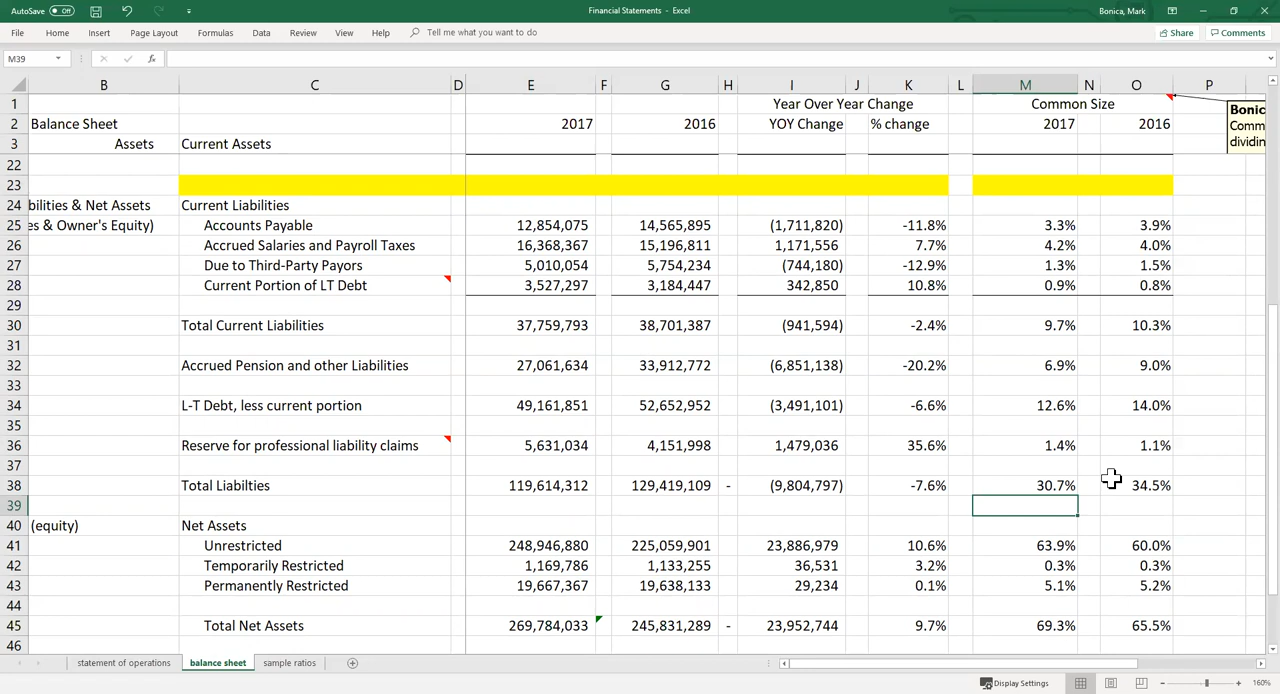 AutoSave Off Financial Statements - Excel Bonica, Mark
File Home Insert Page Layout Formulas Data Review View Help Tell me what you want to do Share Comments
M39 fx
B C D E F G H I J K L M N O P
1 Year Over Year Change Common Size Bonic
2 Balance Sheet 2017 2016 YOY Change % change 2017 2016 Comm
3 Assets Current Assets dividin
22
23
24 bilities & Net Assets Current Liabilities
25 es & Owner's Equity) Accounts Payable 12,854,075 14,565,895 (1,711,820) -11.8% 3.3% 3.9%
26 Accrued Salaries and Payroll Taxes 16,368,367 15,196,811 1,171,556 7.7% 4.2% 4.0%
27 Due to Third-Party Payors 5,010,054 5,754,234 (744,180) -12.9% 1.3% 1.5%
28 Current Portion of LT Debt 3,527,297 3,184,447 342,850 10.8% 0.9% 0.8%
29
30 Total Current Liabilities 37,759,793 38,701,387 (941,594) -2.4% 9.7% 10.3%
31
32 Accrued Pension and other Liabilities 27,061,634 33,912,772 (6,851,138) -20.2% 6.9% 9.0%
33
34 L-T Debt, less current portion 49,161,851 52,652,952 (3,491,101) -6.6% 12.6% 14.0%
35
36 Reserve for professional liability claims 5,631,034 4,151,998 1,479,036 35.6% 1.4% 1.1%
37
38 Total Liabilties 119,614,312 129,419,109 - (9,804,797) -7.6% 30.7% 34.5%
39
40 (equity) Net Assets
41 Unrestricted 248,946,880 225,059,901 23,886,979 10.6% 63.9% 60.0%
42 Temporarily Restricted 1,169,786 1,133,255 36,531 3.2% 0.3% 0.3%
43 Permanently Restricted 19,667,367 19,638,133 29,234 0.1% 5.1% 5.2%
44
45 Total Net Assets 269,784,033 245,831,289 - 23,952,744 9.7% 69.3% 65.5%
46
statement of operations balance sheet sample ratios
Display Settings 160%